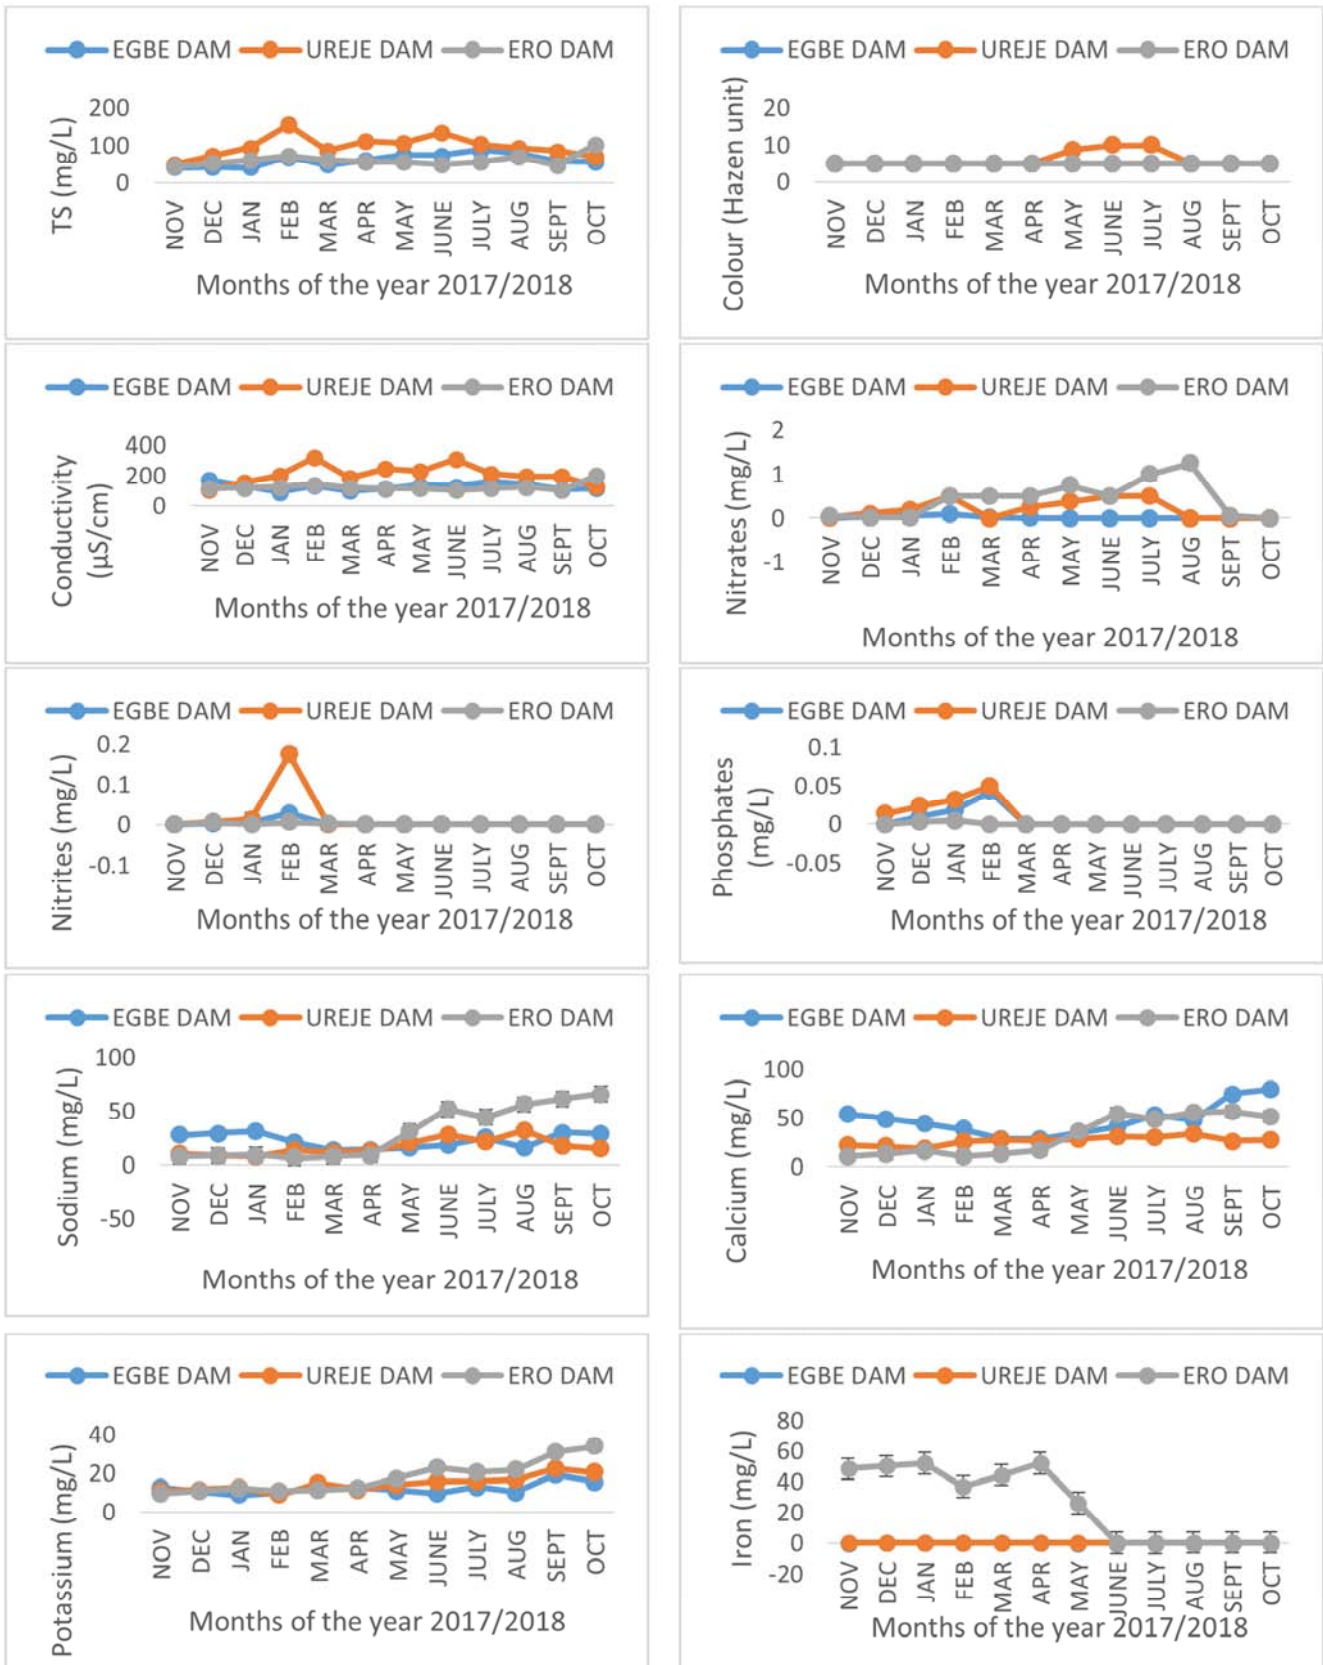 EGBE DAM UREJE DAM ERO DAM
TS (mg/L)
200
100
0
NOV DEC JAN FEB MAR APR MAY JUNE JULY AUG SEPT OCT
Months of the year 2017/2018
EGBE DAM UREJE DAM ERO DAM
Colour (Hazen unit)
20
10
0
NOV DEC JAN FEB MAR APR MAY JUNE JULY AUG SEPT OCT
Months of the year 2017/2018
EGBE DAM UREJE DAM ERO DAM
Conductivity
(µS/cm)
400
200
0
NOV DEC JAN FEB MAR APR MAY JUNE JULY AUG SEPT OCT
Months of the year 2017/2018
EGBE DAM UREJE DAM ERO DAM
Nitrates (mg/L)
2
1
0
-1
NOV DEC JAN FEB MAR APR MAY JUNE JULY AUG SEPT OCT
Months of the year 2017/2018
EGBE DAM UREJE DAM ERO DAM
Nitrites (mg/L)
0.2
0.1
0
-0.1
NOV DEC JAN FEB MAR APR MAY JUNE JULY AUG SEPT OCT
Months of the year 2017/2018
EGBE DAM UREJE DAM ERO DAM
Phosphates
(mg/L)
0.1
0.05
0
-0.05
NOV DEC JAN FEB MAR APR MAY JUNE JULY AUG SEPT OCT
Months of the year 2017/2018
EGBE DAM UREJE DAM ERO DAM
Sodium (mg/L)
100
50
0
-50
NOV DEC JAN FEB MAR APR MAY JUNE JULY AUG SEPT OCT
Months of the year 2017/2018
EGBE DAM UREJE DAM ERO DAM
Calcium (mg/L)
100
50
0
NOV DEC JAN FEB MAR APR MAY JUNE JULY AUG SEPT OCT
Months of the year 2017/2018
EGBE DAM UREJE DAM ERO DAM
Potassium (mg/L)
40
20
0
NOV DEC JAN FEB MAR APR MAY JUNE JULY AUG SEPT OCT
Months of the year 2017/2018
EGBE DAM UREJE DAM ERO DAM
Iron (mg/L)
80
60
40
20
0
-20
NOV DEC JAN FEB MAR APR MAY JUNE JULY AUG SEPT OCT
Months of the year 2017/2018